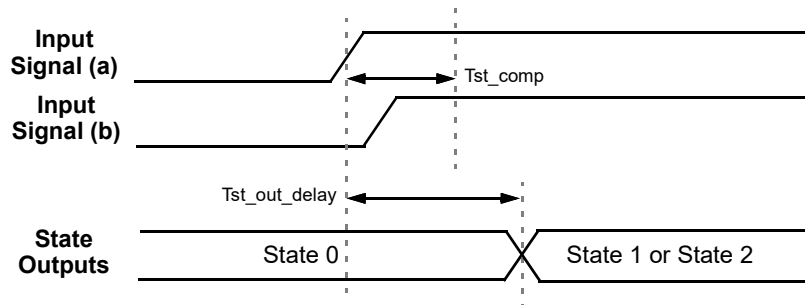 Input
Signal (a)
Tst_comp
Input
Signal (b)
Tst_out_delay
State
Outputs
State 0
State 1 or State 2